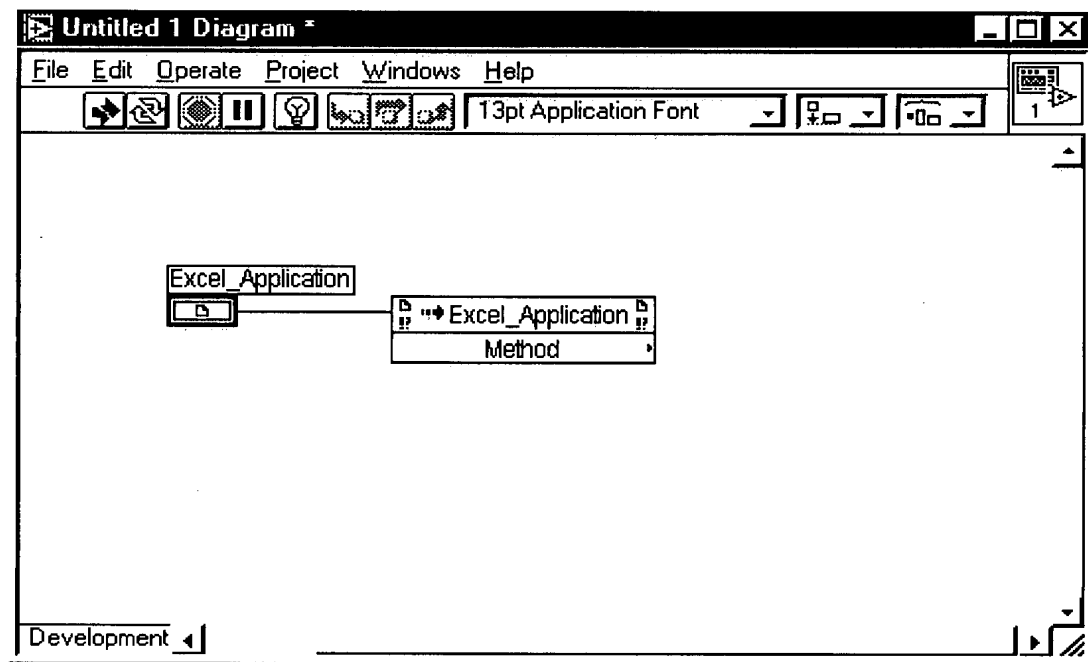 Untitled 1 Diagram *
File Edit Operate Project Windows Help
13pt Application Font
1
Excel_Application
Excel_Application
Method
Development